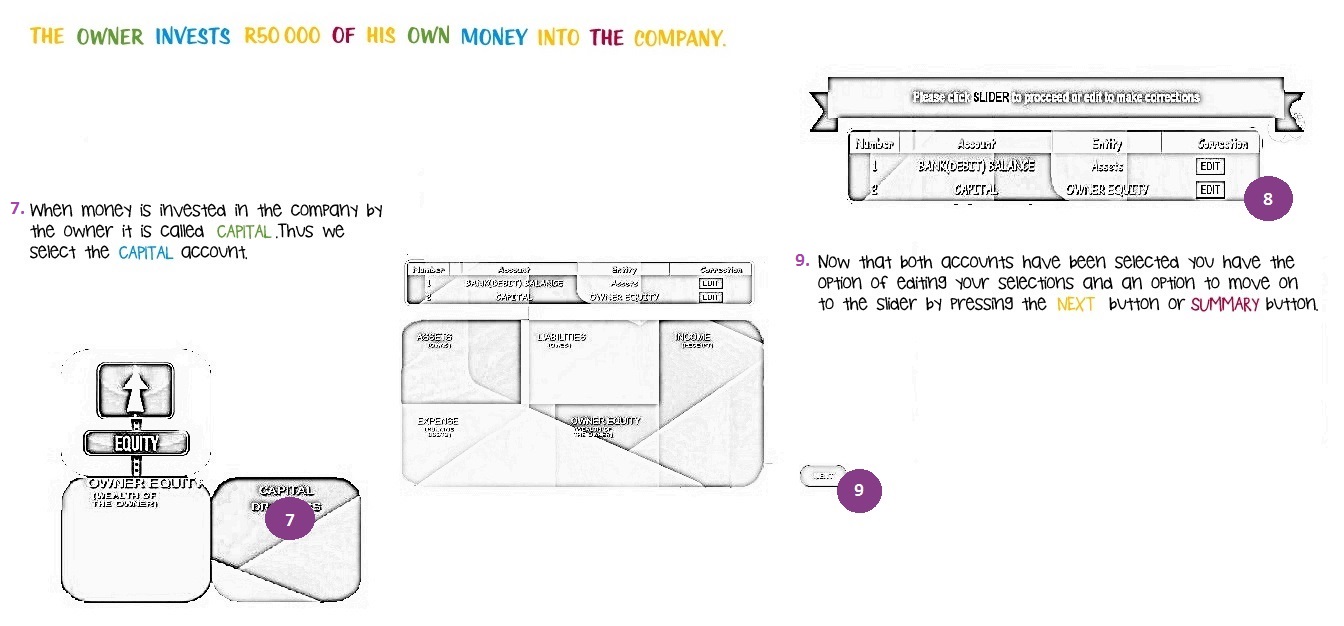 THE OWNER INVESTS R50 000 OF HIS OWN MONEY INTO THE COMPANY.
7. When money is invested in the company by
the owner it is called CAPITAL.Thus we
select the CAPITAL account.
EQUITY
OWNER EQUITY
(WEALTH OF
THE OWNER)
CAPITAL
7
Number Account Entity Correction
1 BANK(DEBIT) BALANCE Assets EDIT
2 CAPITAL OWNER EQUITY EDIT
ASSETS
(OWNS)
LIABILITIES
(OWES)
INCOME
(RECEIPT)
EXPENSE
OWNER EQUITY
(WEALTH OF
THE OWNER)
Please click SLIDER to procceed or edit to make corrections
Number Account Entity Correction
1 BANK(DEBIT) BALANCE Assets EDIT
2 CAPITAL OWNER EQUITY EDIT
8
9. Now that both accounts have been selected you have the
option of editing your selections and an option to move on
to the slider by pressing the NEXT button or SUMMARY button.
9